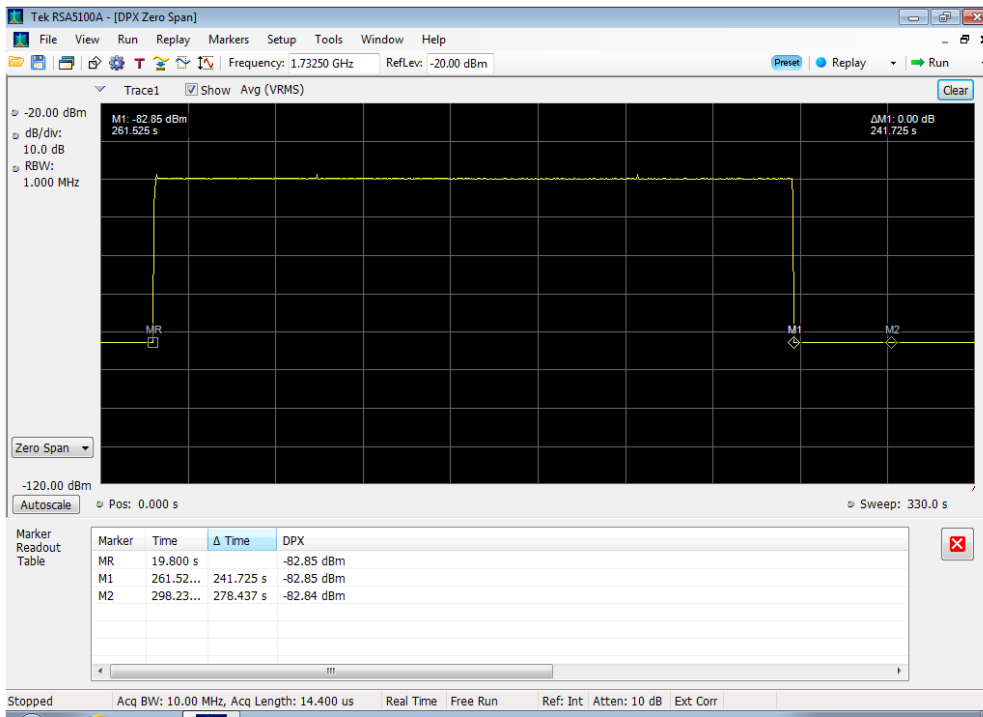 Tek RSA5100A - [DPX Zero Span]
File View Run Replay Markers Setup Tools Window Help
T Frequency: 1.73250 GHz RefLev: -20.00 dBm Preset Replay Run
Trace1 Show Avg (VRMS) Clear
-20.00 dBm
dB/div:
10.0 dB
RBW:
1.000 MHz
M1: -82.85 dBm
261.525 s
ΔM1: 0.00 dB
241.725 s
MR
M1
M2
Zero Span
-120.00 dBm
Autoscale Pos: 0.000 s Sweep: 330.0 s
Marker
Readout
Table
Marker Time Δ Time DPX
MR 19.800 s -82.85 dBm
M1 261.52... 241.725 s -82.85 dBm
M2 298.23... 278.437 s -82.84 dBm
Stopped Acq BW: 10.00 MHz, Acq Length: 14.400 us Real Time Free Run Ref: Int Atten: 10 dB Ext Corr